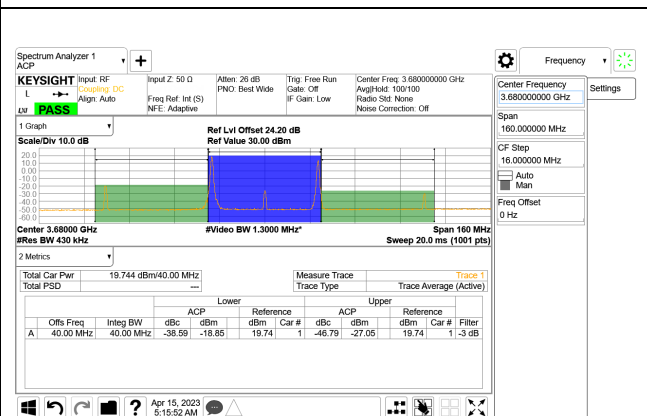 Spectrum Analyzer 1
ACP
Frequency
KEYSIGHT
L
PASS
Input: RF
Coupling: DC
Align: Auto
Input Z: 50 Ω
Freq Ref: Int (S)
NFE: Adaptive
Atten: 26 dB
PNO: Best Wide
Trig: Free Run
Gate: Off
IF Gain: Low
Center Freq: 3.680000000 GHz
Avg|Hold: 100/100
Radio Std: None
Noise Correction: Off
Center Frequency
3.680000000 GHz
Settings
Span
160.000000 MHz
CF Step
16.000000 MHz
Auto
Man
Freq Offset
0 Hz
1 Graph
Scale/Div 10.0 dB
Ref Lvl Offset 24.20 dB
Ref Value 30.00 dBm
20.0
10.0
0.00
-10.0
-20.0
-30.0
-40.0
-50.0
-60.0
Center 3.68000 GHz
#Video BW 1.3000 MHz*
Span 160 MHz
#Res BW 430 kHz
Sweep 20.0 ms (1001 pts)
2 Metrics
Total Car Pwr 19.744 dBm/40.00 MHz
Total PSD ---
Measure Trace Trace 1
Trace Type Trace Average (Active)
Lower Upper
ACP Reference ACP Reference
Offs Freq Integ BW dBc dBm dBm Car # dBc dBm dBm Car # Filter
A 40.00 MHz 40.00 MHz -38.59 -18.85 19.74 1 -46.79 -27.05 19.74 1 -3 dB
Apr 15, 2023
5:15:52 AM